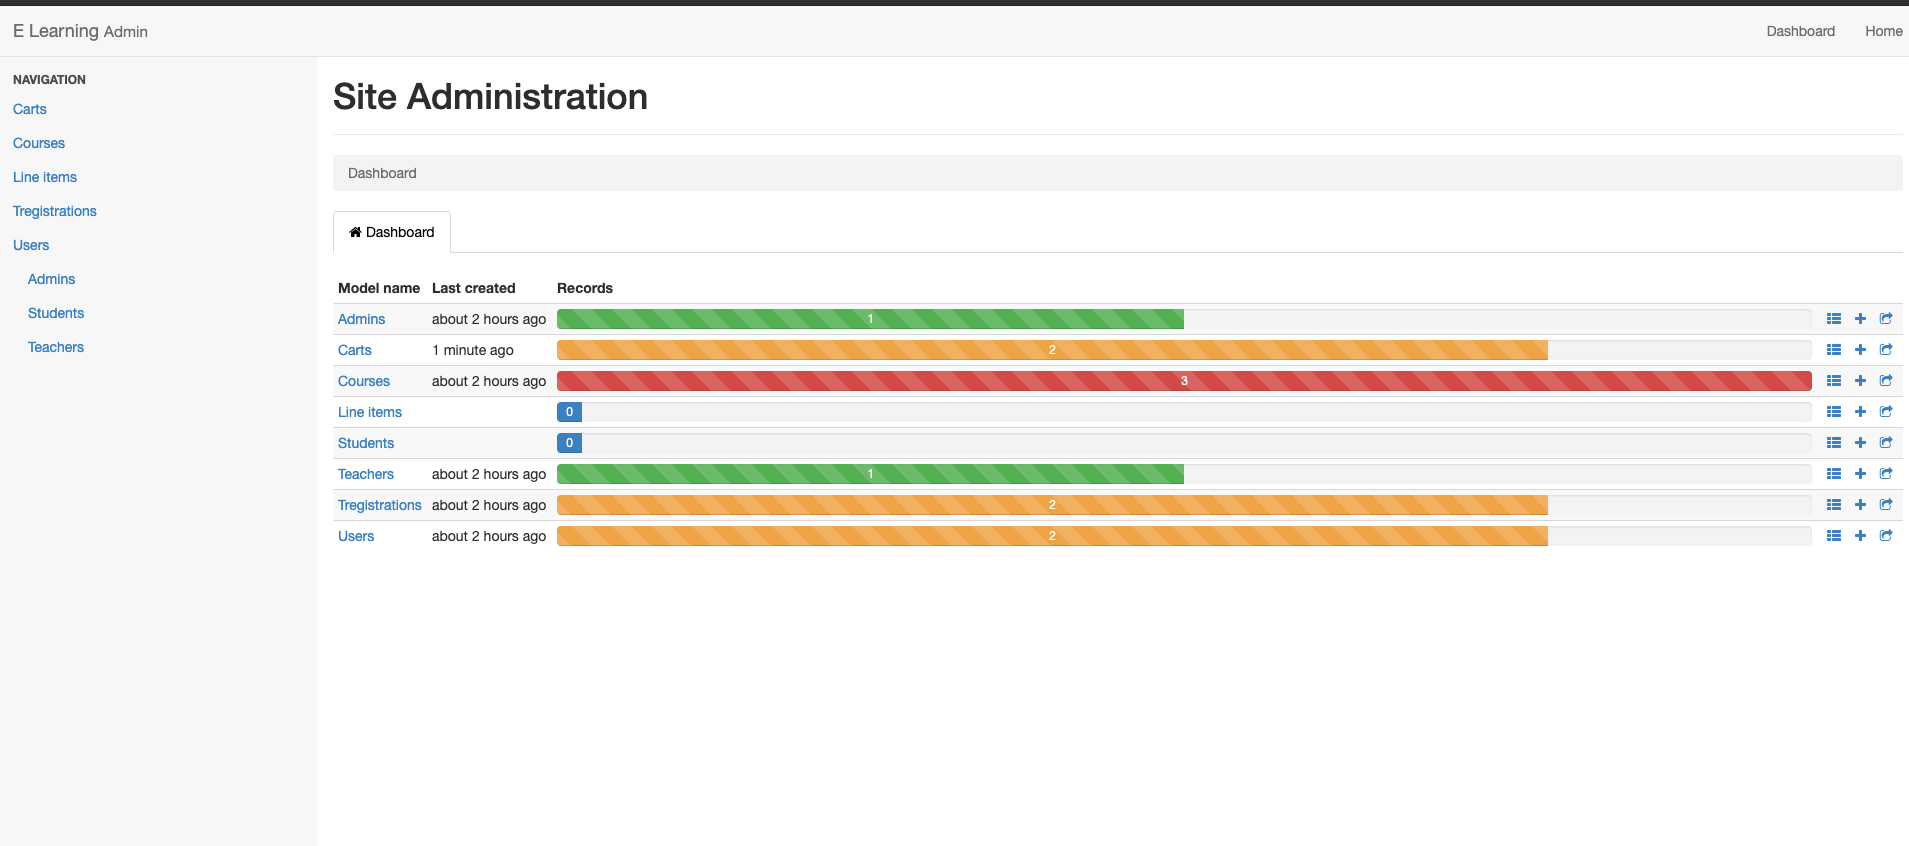 E Learning Admin
Dashboard Home
NAVIGATION
Carts
Courses
Line items
Tregistrations
Users
Admins
Students
Teachers
Site Administration
Dashboard
Dashboard
Model name Last created Records
Admins about 2 hours ago 1
Carts 1 minute ago 2
Courses about 2 hours ago 3
Line items 0
Students 0
Teachers about 2 hours ago 1
Tregistrations about 2 hours ago 2
Users about 2 hours ago 2